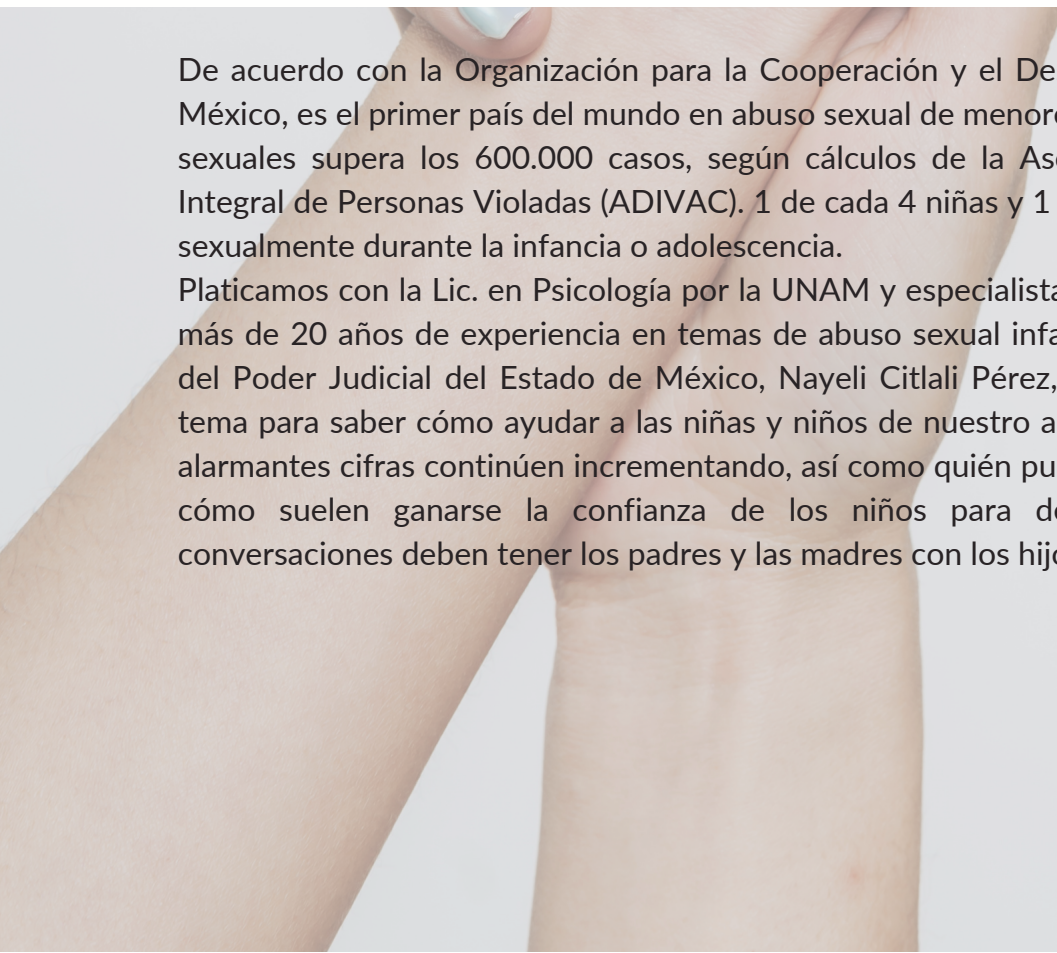 De acuerdo con la Organización para la Cooperación y el De
México, es el primer país del mundo en abuso sexual de menor
sexuales supera los 600.000 casos, según cálculos de la As
Integral de Personas Violadas (ADIVAC). 1 de cada 4 niñas y 1
sexualmente durante la infancia o adolescencia.
Platicamos con la Lic. en Psicología por la UNAM y especialista
más de 20 años de experiencia en temas de abuso sexual infa
del Poder Judicial del Estado de México, Nayeli Citlali Pérez,
tema para saber cómo ayudar a las niñas y niños de nuestro a
alarmantes cifras continúen incrementando, así como quién pu
cómo suelen ganarse la confianza de los niños para de
conversaciones deben tener los padres y las madres con los hijo